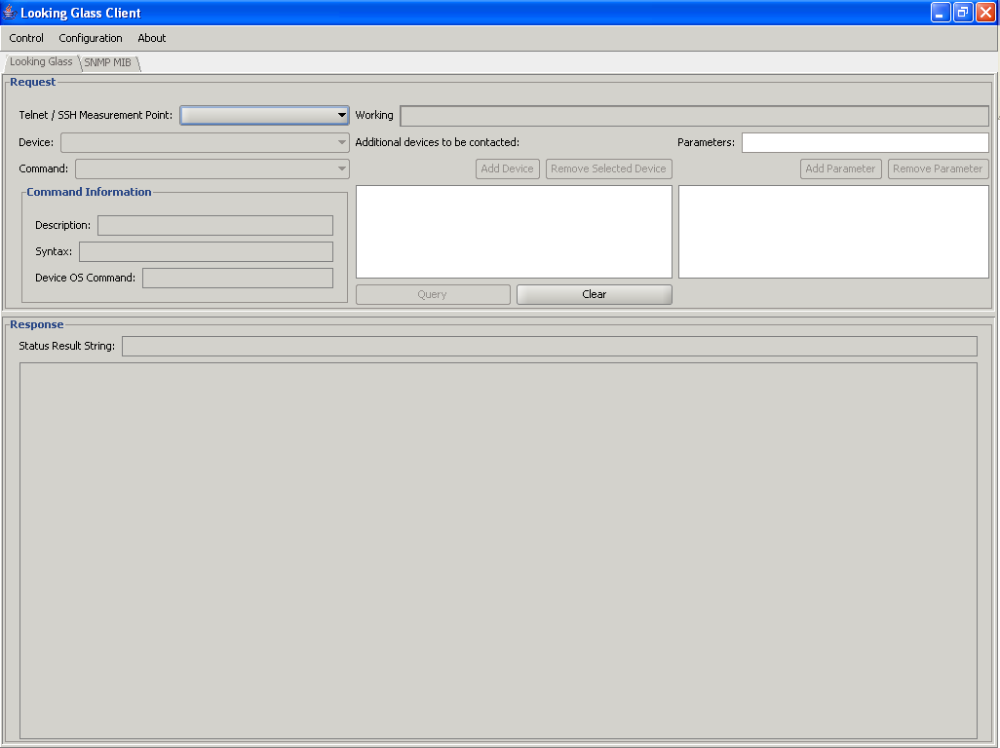 Looking Glass Client
Control Configuration About
Looking Glass SNMP MIB
Request
Telnet / SSH Measurement Point: Working
Device: Additional devices to be contacted: Parameters:
Command: Add Device Remove Selected Device Add Parameter Remove Parameter
Command Information
Description:
Syntax:
Device OS Command:
Query Clear
Response
Status Result String: